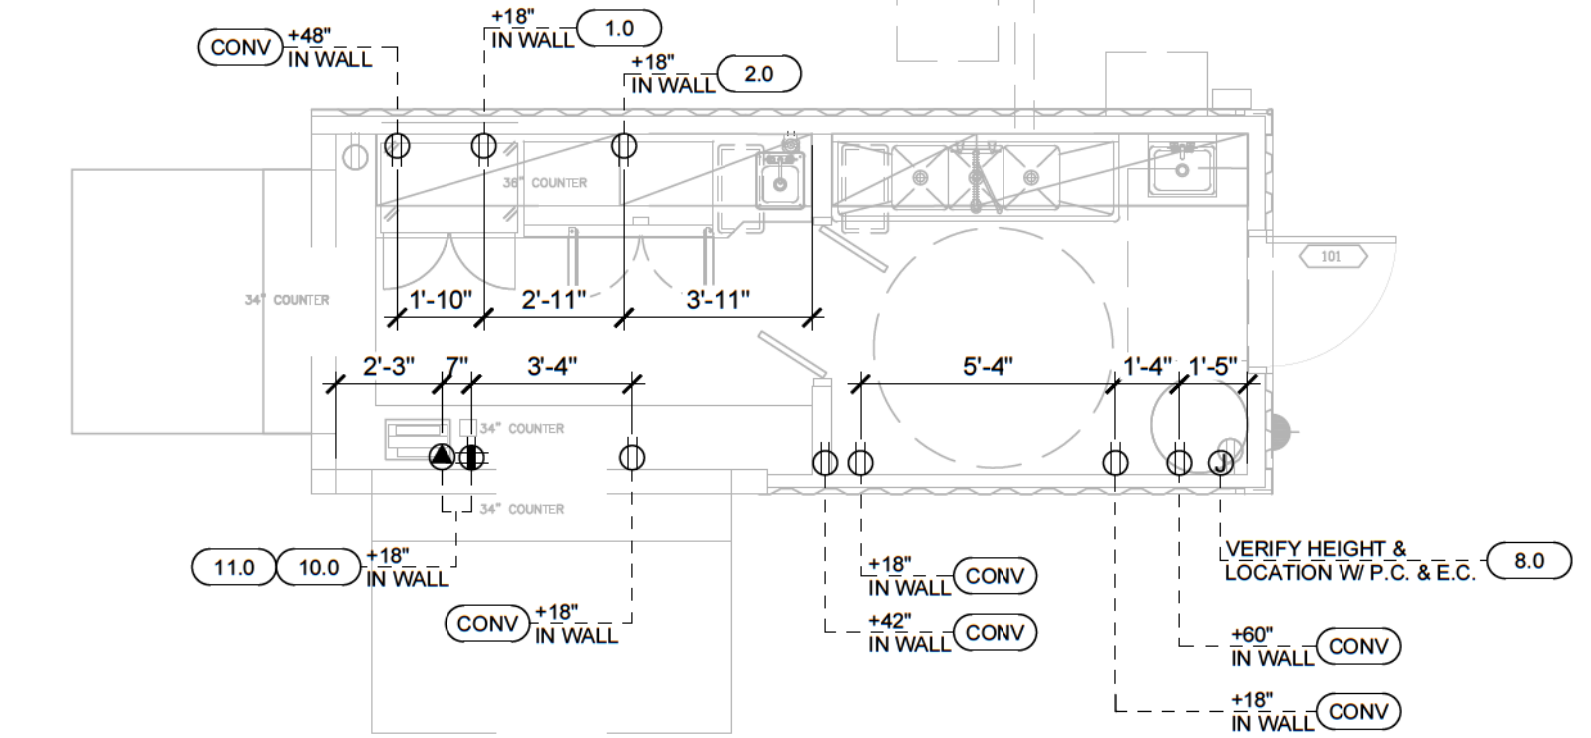 +18"
IN WALL
1.0
CONV
+48"
IN WALL
+18"
IN WALL
2.0
36" COUNTER
101
34" COUNTER
1'-10"
2'-11"
3'-11"
2'-3"
7"
3'-4"
5'-4"
1'-4"
1'-5"
34" COUNTER
J
34" COUNTER
11.0
10.0
+18"
IN WALL
VERIFY HEIGHT &
LOCATION W/ P.C. & E.C.
8.0
+18"
IN WALL
CONV
CONV
+18"
IN WALL
+42"
IN WALL
CONV
+60"
IN WALL
CONV
+18"
IN WALL
CONV